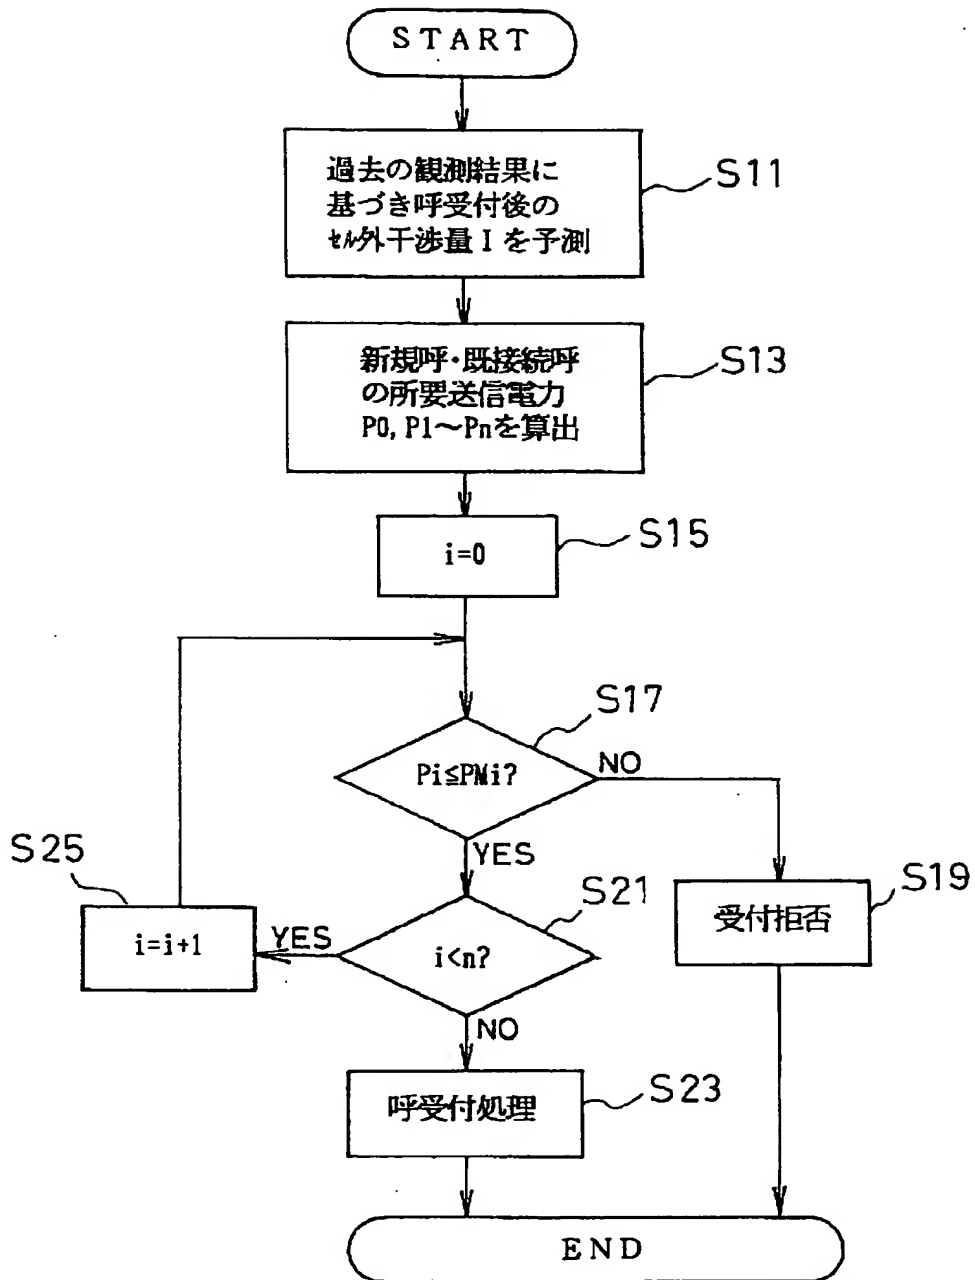 START
過去の観測結果に
基づき呼受付後の
ｾﾙ外干渉量Iを予測
S11
新規呼・既接続呼
の所要送信電力
P0, P1～Pnを算出
S13
i=0
S15
S17
Pi≦PMi?
NO
YES
S25
S21
S19
i=i+1
YES
i<n?
受付拒否
NO
呼受付処理
S23
END